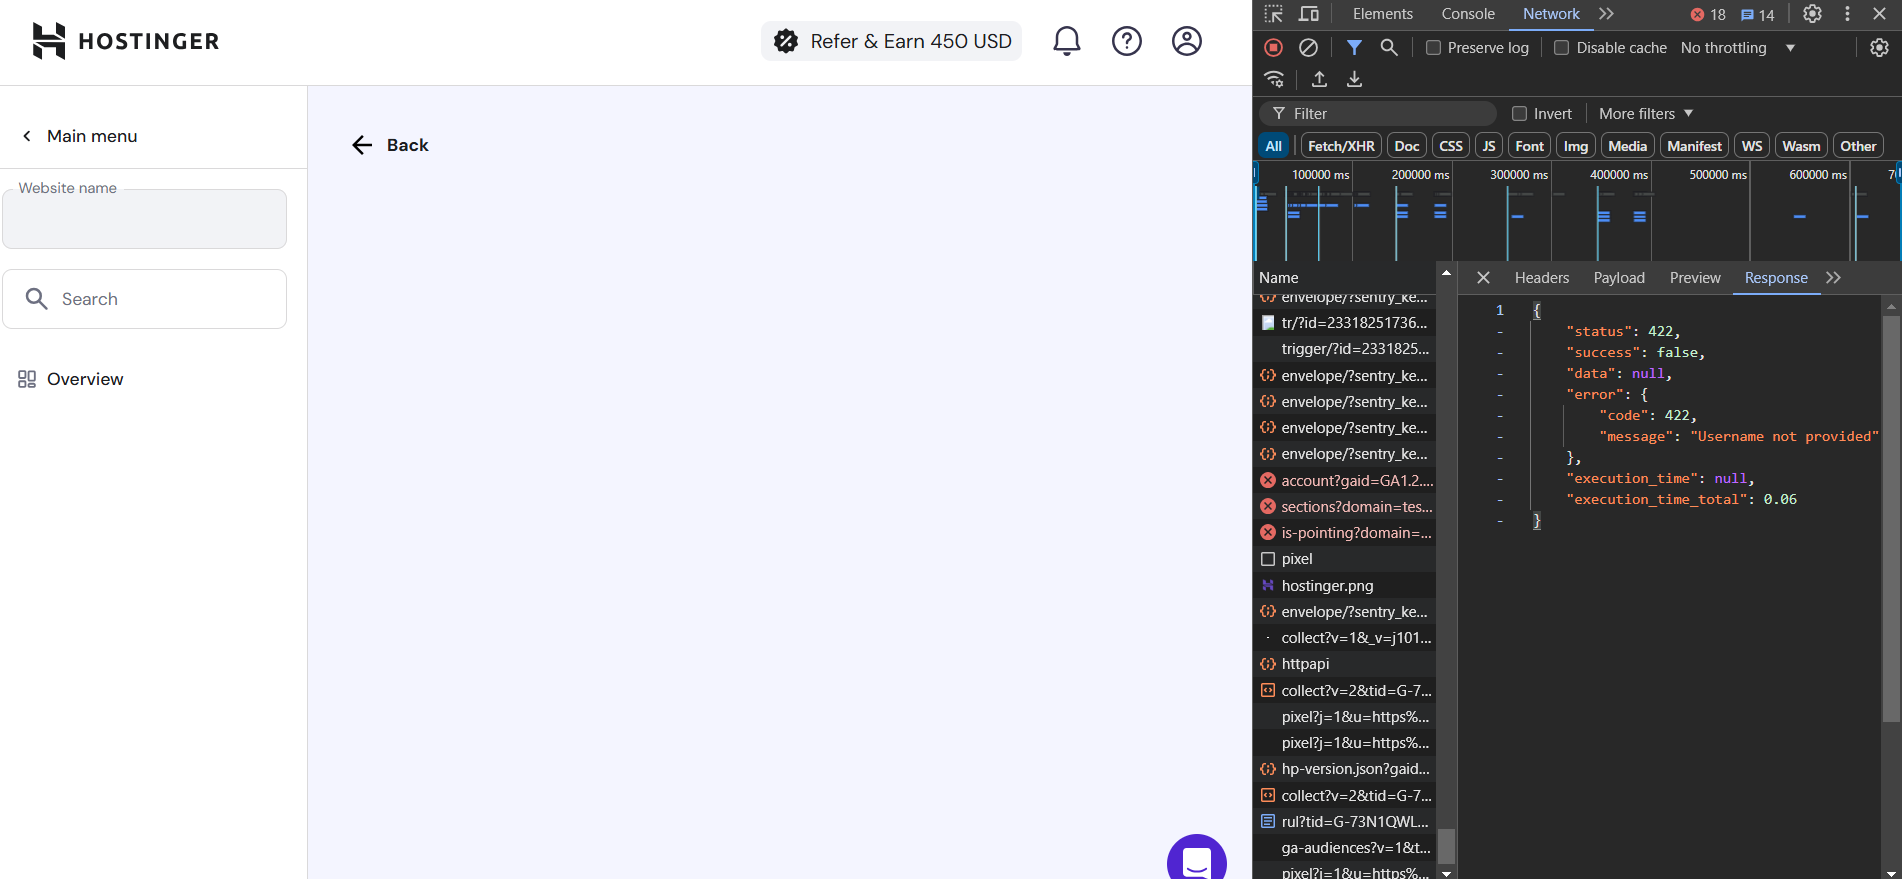 HOSTINGER
Refer & Earn 450 USD
Main menu
Website name
Search
Overview
Back
Elements Console Network 18 14
Preserve log Disable cache No throttling
Filter Invert More filters
All Fetch/XHR Doc CSS JS Font Img Media Manifest WS Wasm Other
100000 ms 200000 ms 300000 ms 400000 ms 500000 ms 600000 ms 7
Name
envelope/?sentry_ke...
tr/?id=23318251736...
trigger/?id=2331825...
envelope/?sentry_ke...
envelope/?sentry_ke...
envelope/?sentry_ke...
envelope/?sentry_ke...
account?gaid=GA1.2....
sections?domain=tes...
is-pointing?domain=...
pixel
hostinger.png
envelope/?sentry_ke...
collect?v=1&_v=j101...
httpapi
collect?v=2&tid=G-7...
pixel?j=1&u=https%...
pixel?j=1&u=https%...
hp-version.json?gaid...
collect?v=2&tid=G-7...
rul?tid=G-73N1QWL...
ga-audiences?v=1&t...
pixel?j=1&u=https%...
Headers Payload Preview Response
1 {
- "status": 422,
- "success": false,
- "data": null,
- "error": {
- "code": 422,
- "message": "Username not provided"
- },
- "execution_time": null,
- "execution_time_total": 0.06
- }